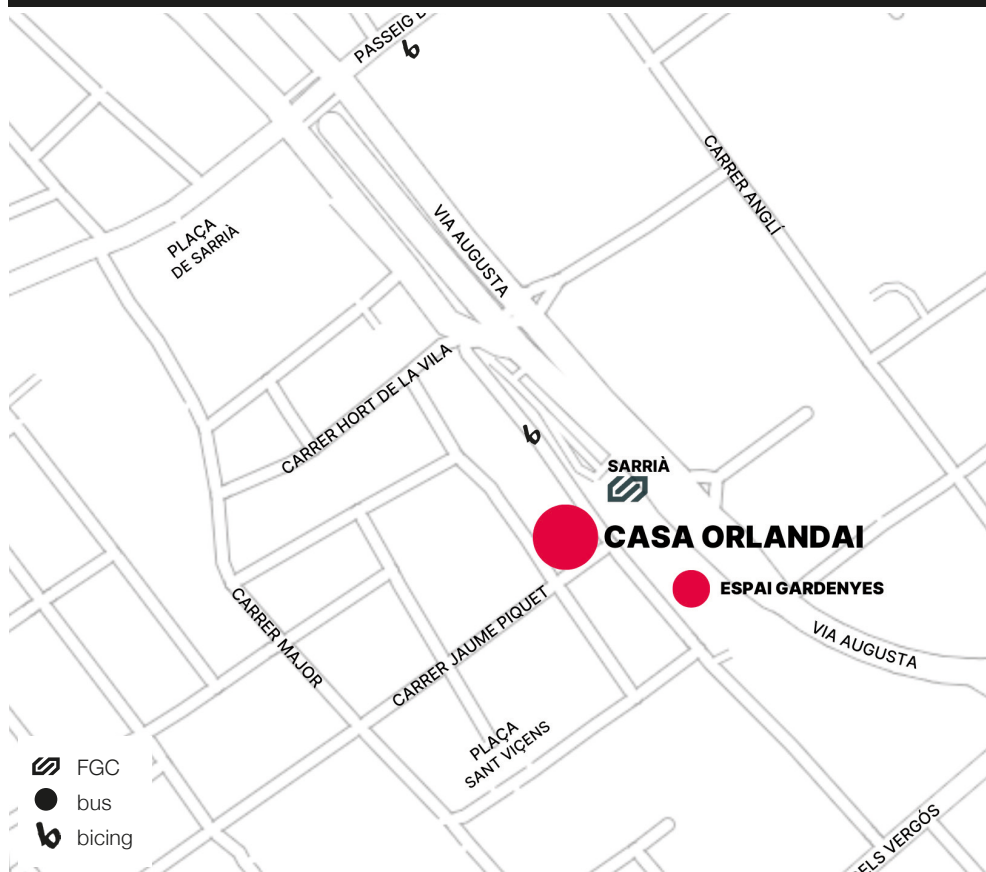 PASSEIG
CARRER ANGLÍ
VIA AUGUSTA
PLAÇA
DE SARRIÀ
CARRER HORT DE LA VILA
SARRIÀ
CASA ORLANDAI
ESPAI GARDENYES
CARRER MAJOR
CARRER JAUME PIQUET
VIA AUGUSTA
PLAÇA
SANT VIÇENS
ELS VERGÓS
FGC
bus
bicing